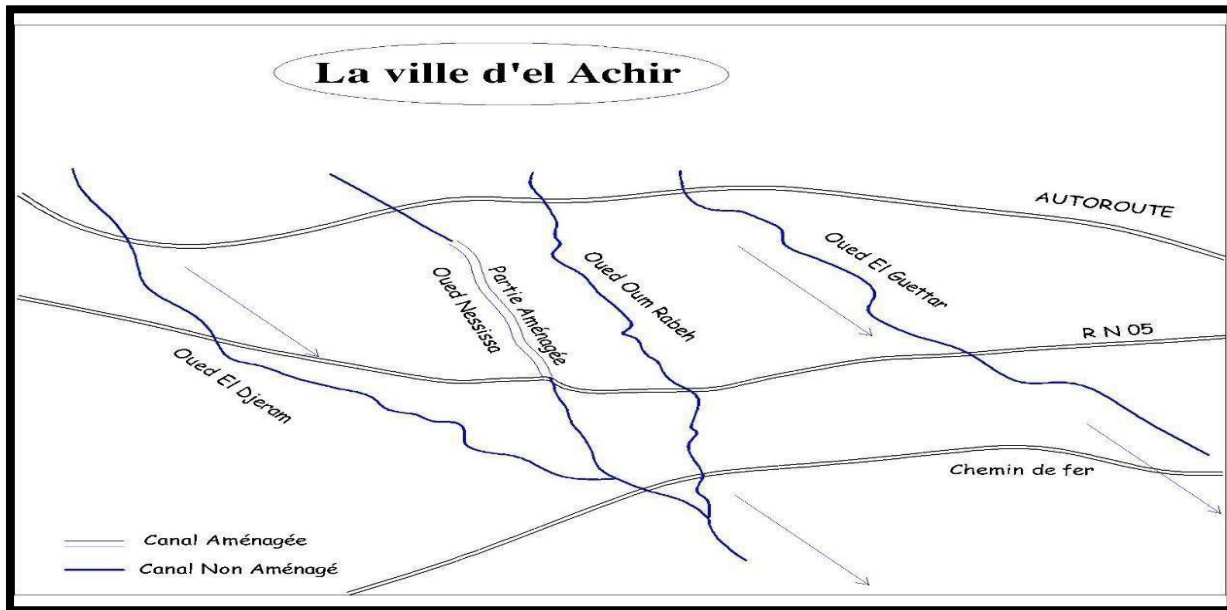 La ville d'el Achir
AUTOROUTE
Oued El Guettar
Oued Oum Rabeh
Partie Aménagée
Oued Nessissa
R N 05
Oued El Djeram
Chemin de fer
Canal Aménagée
Canal Non Aménagé